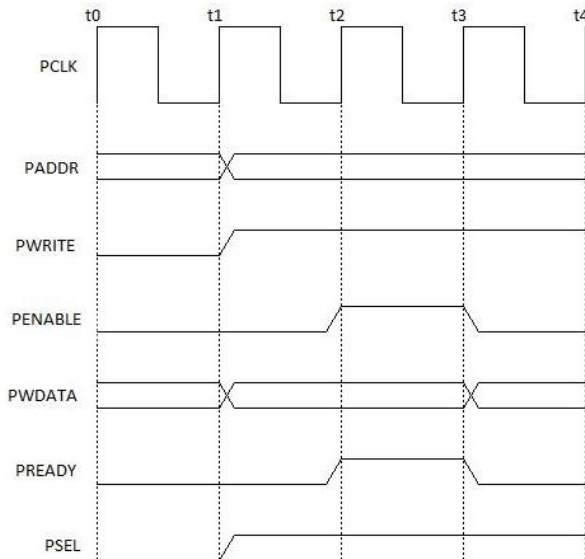 t0 t1 t2 t3 t4
PCLK
PADDR
PWRITE
PENABLE
PWDATA
PREADY
PSEL